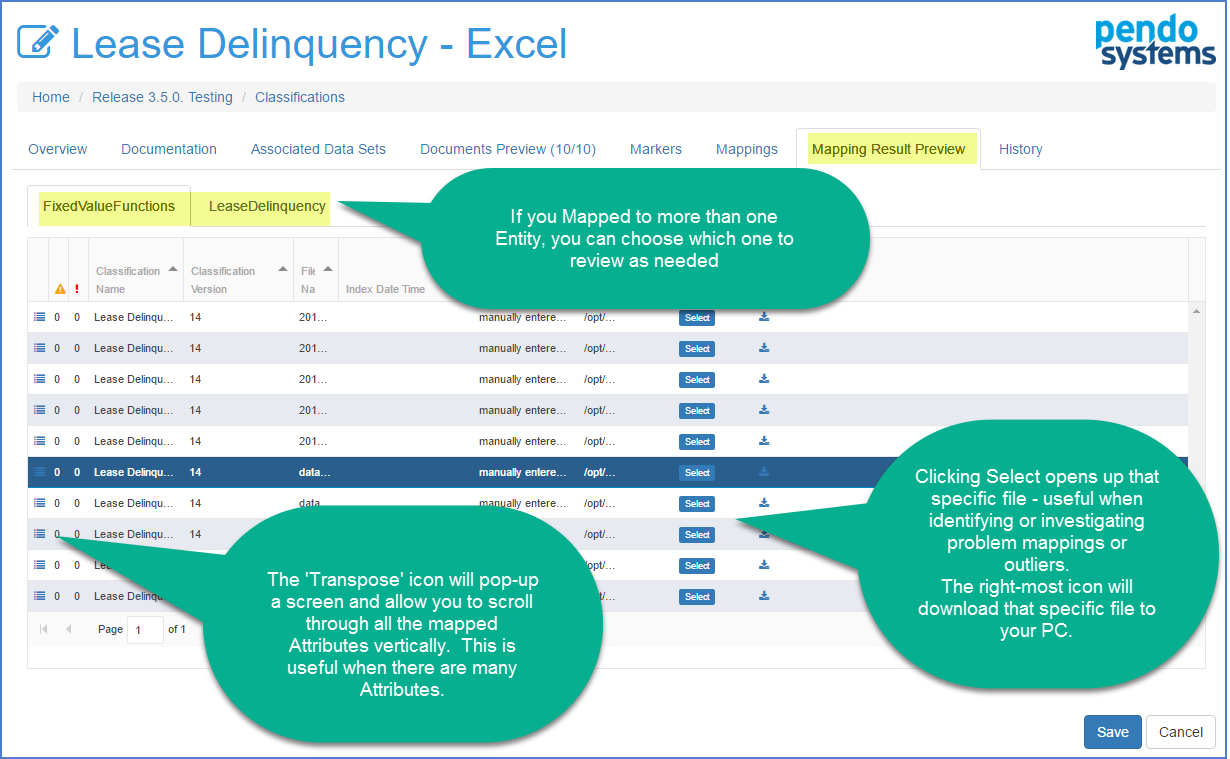 Lease Delinquency - Excel
pendo
systems
Home / Release 3.5.0. Testing / Classifications
Overview Documentation Associated Data Sets Documents Preview (10/10) Markers Mappings Mapping Result Preview History
FixedValueFunctions LeaseDelinquency
If you Mapped to more than one
Entity, you can choose which one to
review as needed
Classification Name Classification Version File Na Index Date Time
0 0 Lease Delinqu... 14 201... manually entere... /opt/... Select
0 0 Lease Delinqu... 14 201... manually entere... /opt/... Select
0 0 Lease Delinqu... 14 201... manually entere... /opt/... Select
0 0 Lease Delinqu... 14 201... manually entere... /opt/... Select
0 0 Lease Delinqu... 14 201... manually entere... /opt/... Select
0 0 Lease Delinqu... 14 data... manually entere... /opt/... Select
0 0 Lease Delinqu... 14 data manually entere... /opt/... Select
0 0 Lease Delinqu... 14 /opt/... Select
0 0 /opt/... Select
0 0 Lease Delinqu /opt/... Select
Clicking Select opens up that
specific file - useful when
identifying or investigating
problem mappings or
outliers.
The right-most icon will
download that specific file to
your PC.
The 'Transpose' icon will pop-up
a screen and allow you to scroll
through all the mapped
Attributes vertically. This is
useful when there are many
Attributes.
Page 1 of 1
Save Cancel